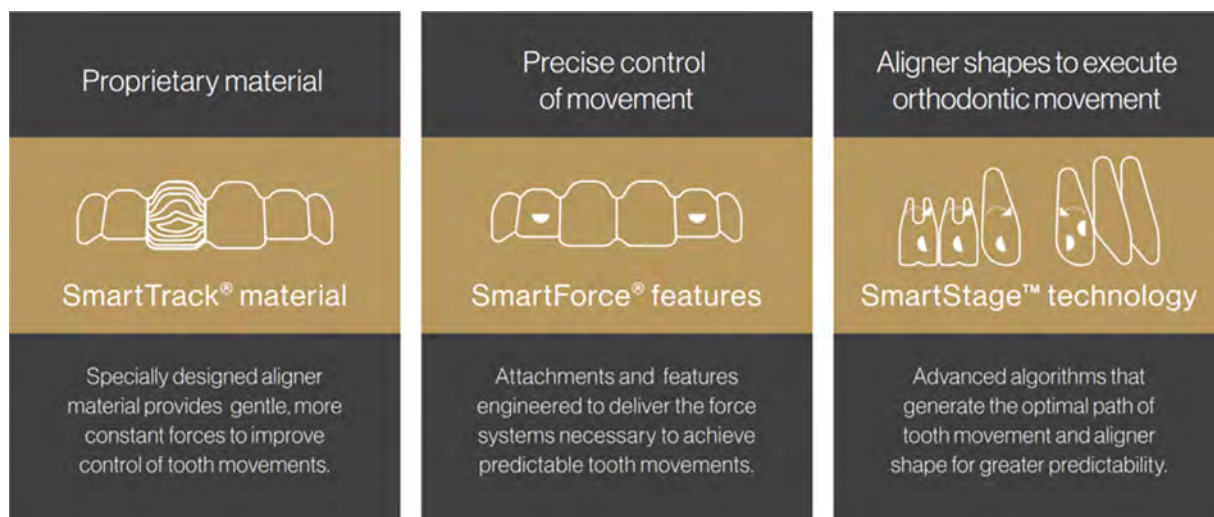 Proprietary material
SmartTrack® material
Specially designed aligner
material provides gentle, more
constant forces to improve
control of tooth movements.
Precise control
of movement
SmartForce® features
Attachments and features
engineered to deliver the force
systems necessary to achieve
predictable tooth movements.
Aligner shapes to execute
orthodontic movement
SmartStage™ technology
Advanced algorithms that
generate the optimal path of
tooth movement and aligner
shape for greater predictability.